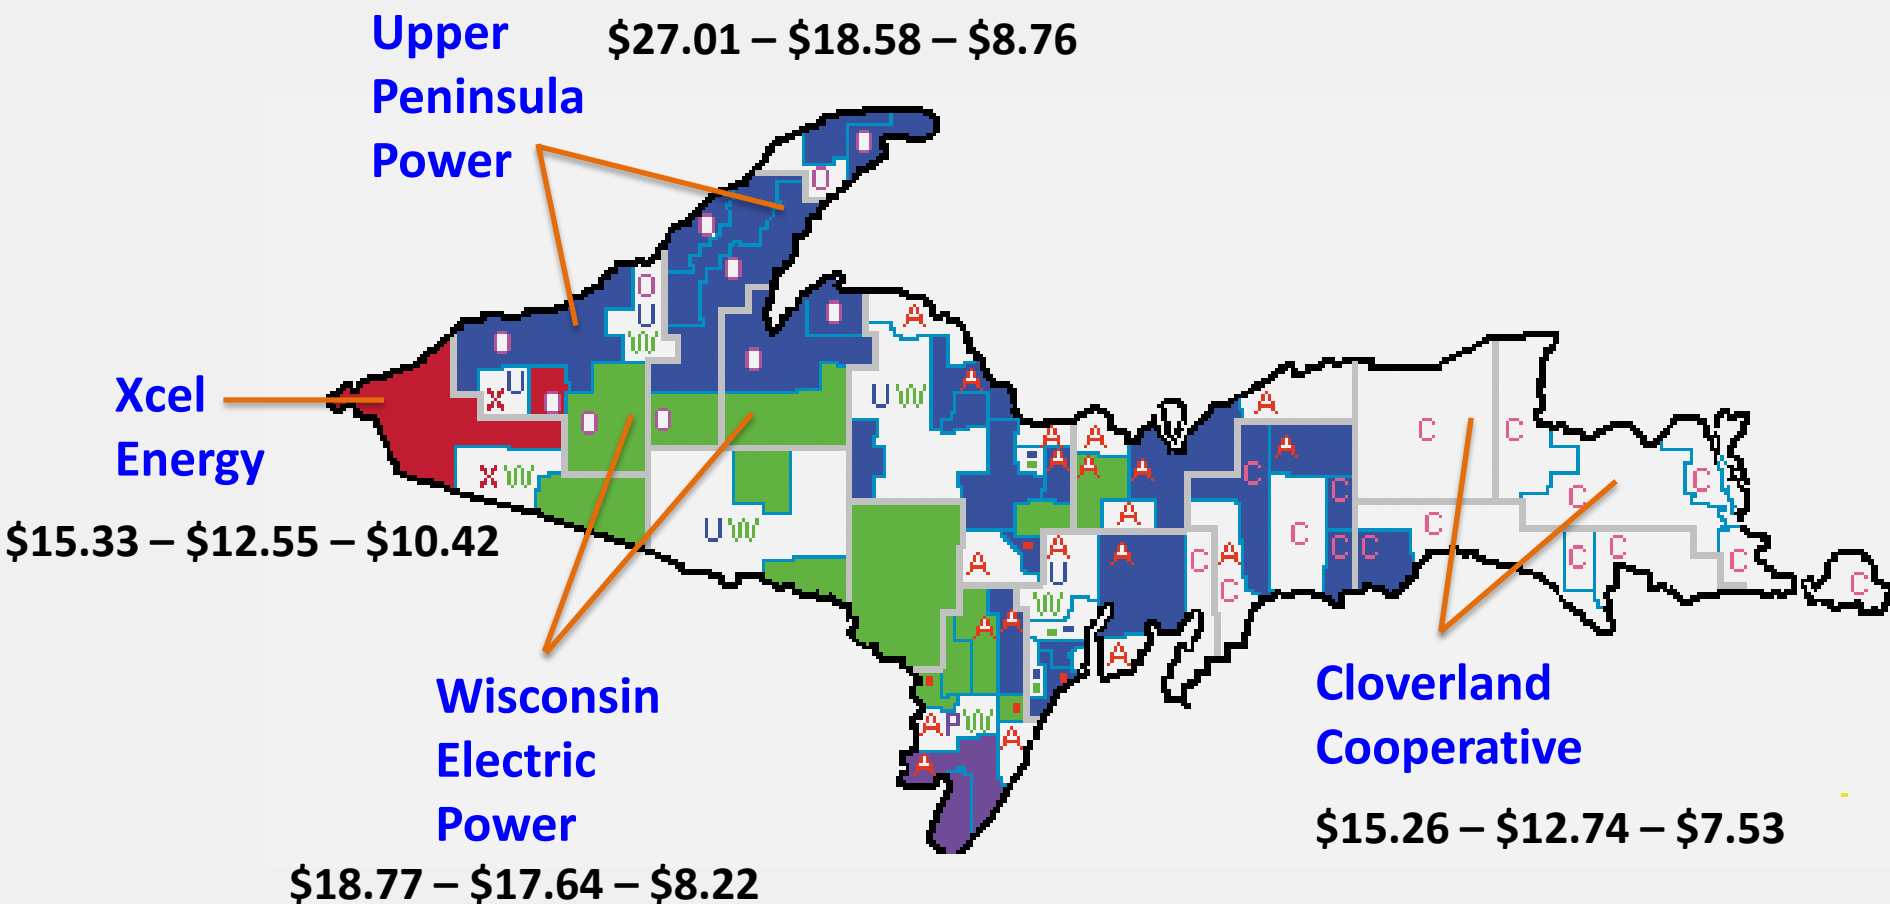 Upper
Peninsula
Power
$27.01 – $18.58 – $8.76
O
O
O
O
O
U
W
O
O
A
O
O
X U
O
O
O
U W
A
A
X W
U W
A
A
A
A
A
A
A
C
C
C
C
C
C
C
C
C
C
C
C
C
C
A
A
U
W
A
C
A
C
A
A
A
A
P W
A
A
Xcel
Energy
$15.33 – $12.55 – $10.42
Wisconsin
Electric
Power
$18.77 – $17.64 – $8.22
Cloverland
Cooperative
$15.26 – $12.74 – $7.53